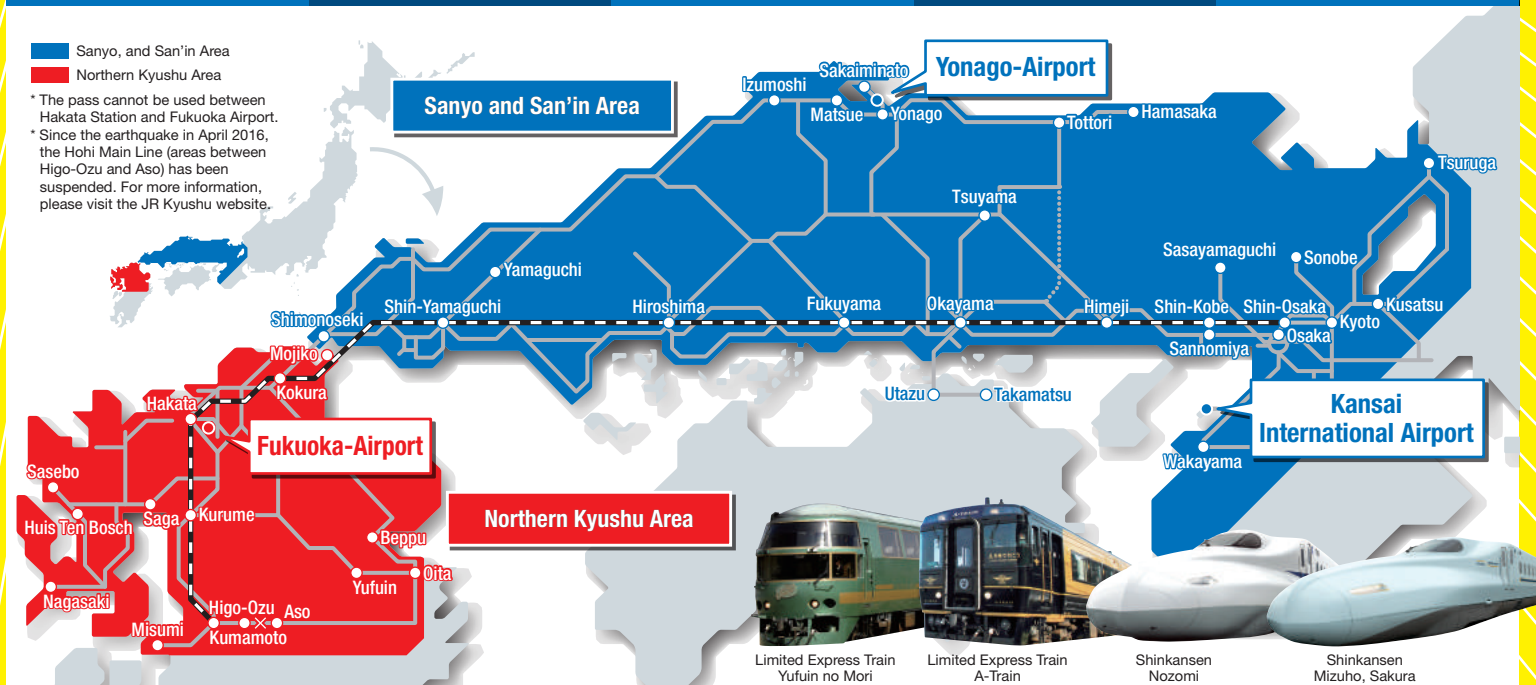 Sanyo, and San'in Area
Northern Kyushu Area
* The pass cannot be used between
Hakata Station and Fukuoka Airport.
* Since the earthquake in April 2016,
the Hohi Main Line (areas between
Higo-Ozu and Aso) has been
suspended. For more information,
please visit the JR Kyushu website.
Sanyo and San'in Area
Yonago-Airport
Sakaiminato
Izumoshi
Matsue
Yonago
Tottori
Hamasaka
Tsuruga
Tsuyama
Sasayamaguchi
Sonobe
Yamaguchi
Shimonoseki
Shin-Yamaguchi
Hiroshima
Fukuyama
Okayama
Himeji
Shin-Kobe
Shin-Osaka
Kusatsu
Kyoto
Osaka
Sannomiya
Mojiko
Kokura
Hakata
Utazu
Takamatsu
Kansai
International Airport
Wakayama
Fukuoka-Airport
Northern Kyushu Area
Sasebo
Huis Ten Bosch
Saga
Kurume
Beppu
Yufuin
Oita
Nagasaki
Higo-Ozu
Aso
Misumi
Kumamoto
Limited Express Train
Yufuin no Mori
Limited Express Train
A-Train
Shinkansen
Nozomi
Shinkansen
Mizuho, Sakura